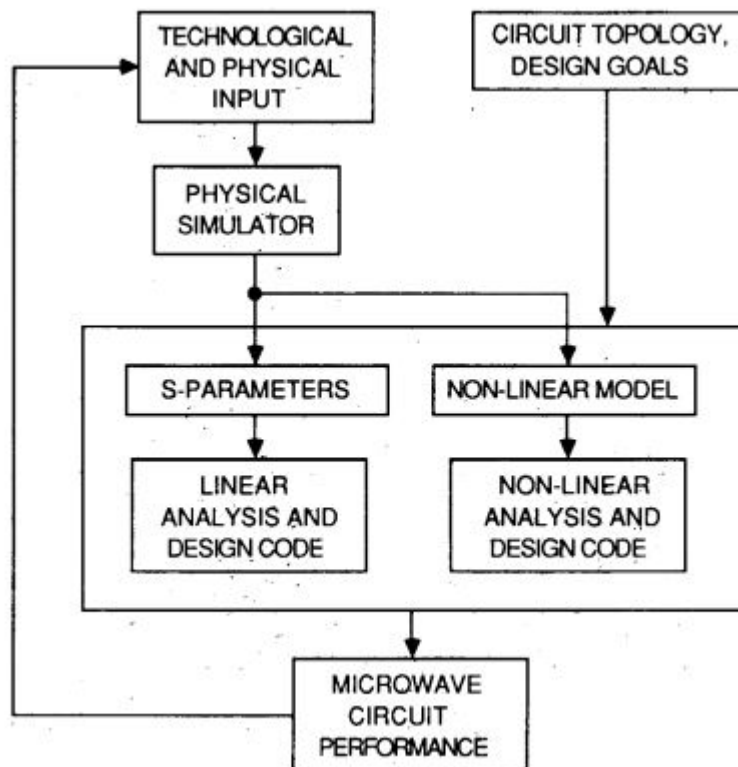 TECHNOLOGICAL
AND PHYSICAL
INPUT
CIRCUIT TOPOLOGY,
DESIGN GOALS
PHYSICAL
SIMULATOR
S-PARAMETERS
NON-LINEAR MODEL
LINEAR
ANALYSIS AND
DESIGN CODE
NON-LINEAR
ANALYSIS AND
DESIGN CODE
MICROWAVE
CIRCUIT
PERFORMANCE